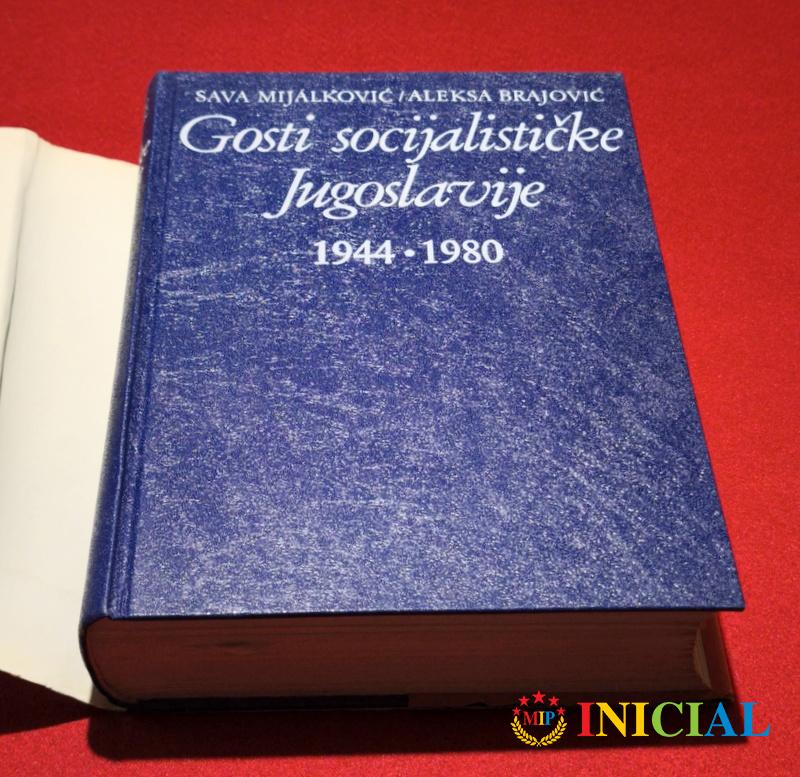 SAVA MIJALKOVIĆ / ALEKSA BRAJOVIĆ
Gosti socijalističke
Jugoslavije
1944 • 1980
MIP INICIAL